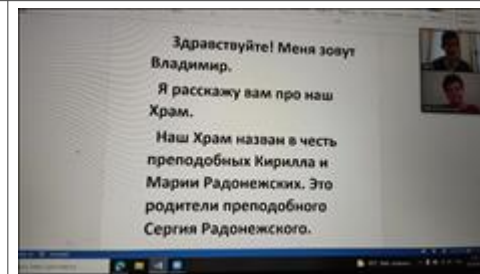 Здравствуйте! Меня зовут
Владимир.
Я расскажу вам про наш
Храм.
Наш Храм назван в честь
преподобных Кирилла и
Марии Радонежских. Это
родители преподобного
Сергия Радонежского.